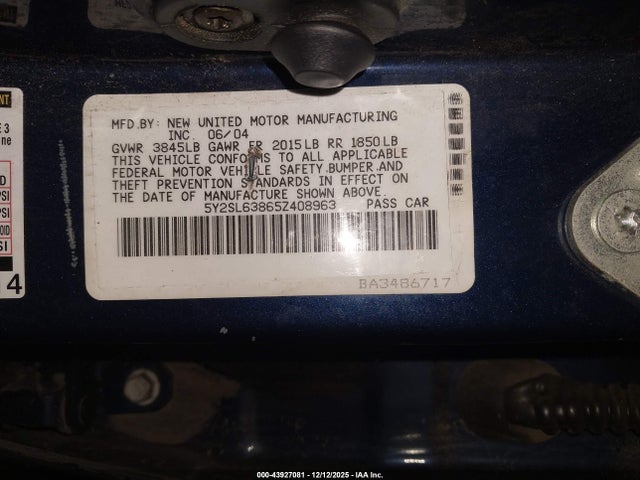 MFD.BY: NEW UNITED MOTOR MANUFACTURING
INC. 06/04
GVWR 3845LB GAWR FR 2015LB RR 1850LB
THIS VEHICLE CONFORMS TO ALL APPLICABLE
FEDERAL MOTOR VEHICLE SAFETY,BUMPER,AND
THEFT PREVENTION STANDARDS IN EFFECT ON
THE DATE OF MANUFACTURE SHOWN ABOVE.
5Y2SL63865Z408963 PASS CAR
BA3486717
14
000-43927081 - 12/12/2025 - IAA Inc.